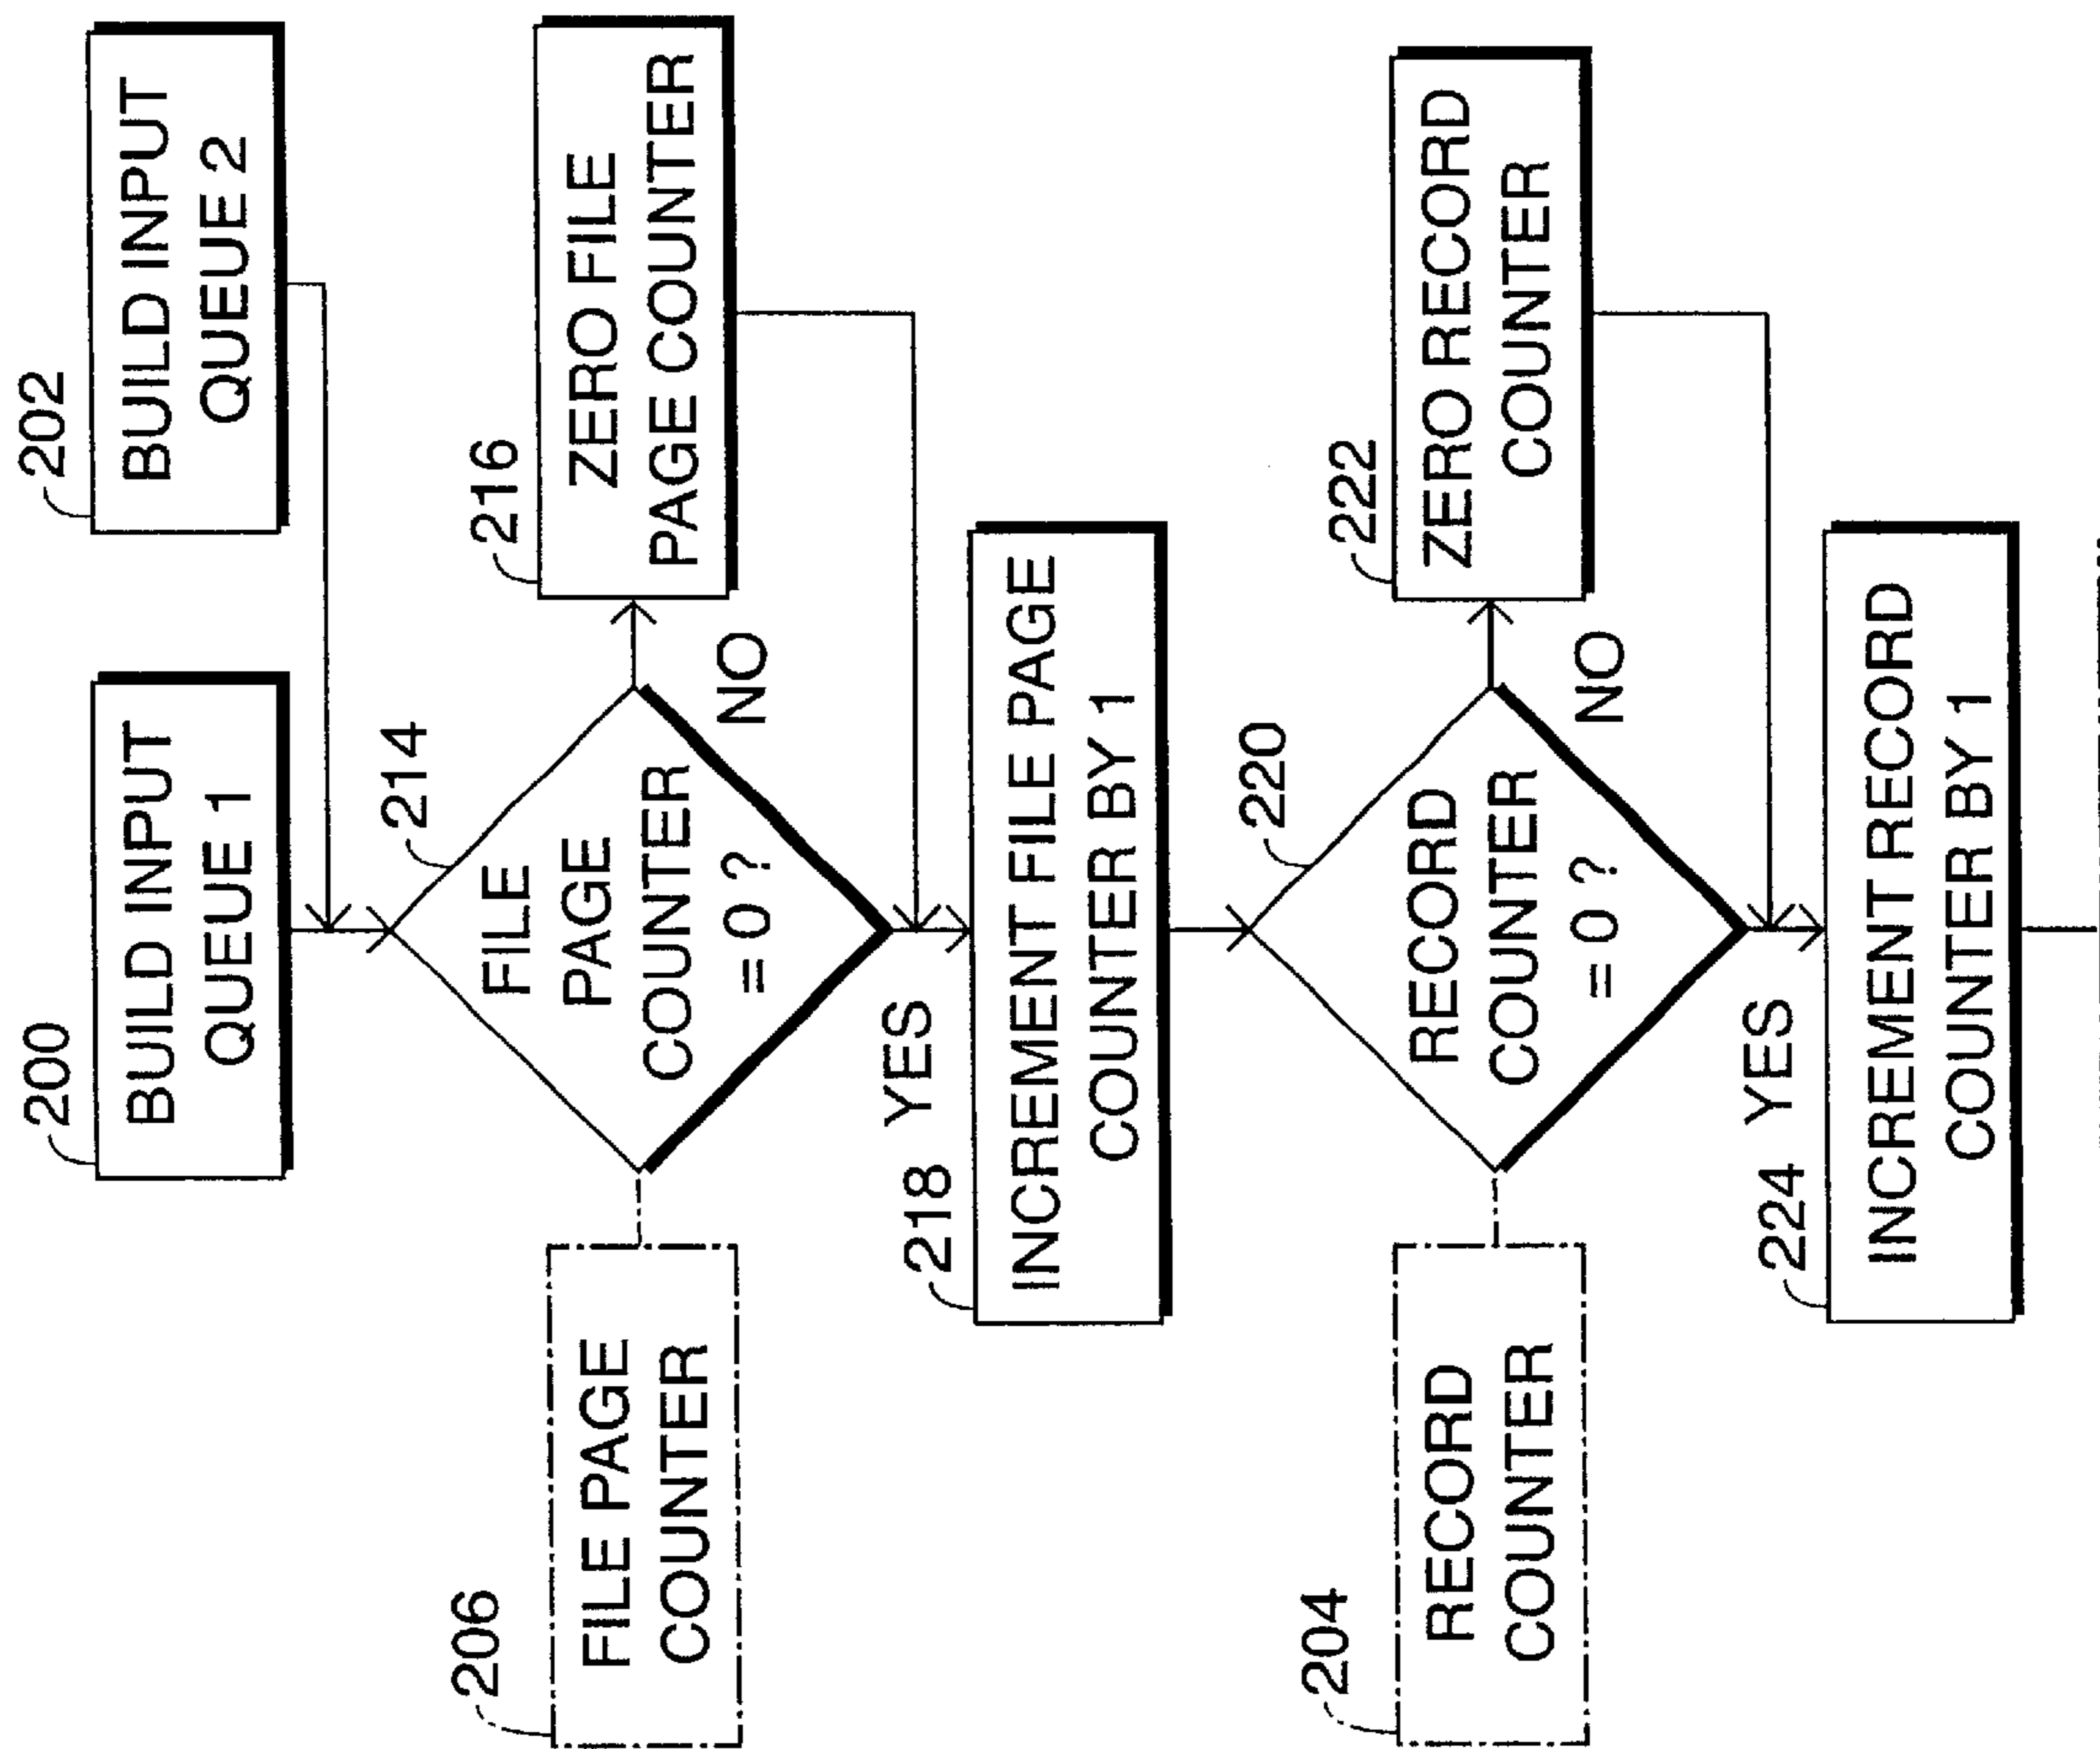 200
BUILD INPUT
QUEUE 1
202
BUILD INPUT
QUEUE 2
206
FILE PAGE
COUNTER
214
FILE
PAGE
COUNTER
= 0 ?
NO
216
ZERO FILE
PAGE COUNTER
YES
218
INCREMENT FILE PAGE
COUNTER BY 1
204
RECORD
COUNTER
220
RECORD
COUNTER
= 0 ?
NO
222
ZERO RECORD
COUNTER
YES
224
INCREMENT RECORD
COUNTER BY 1